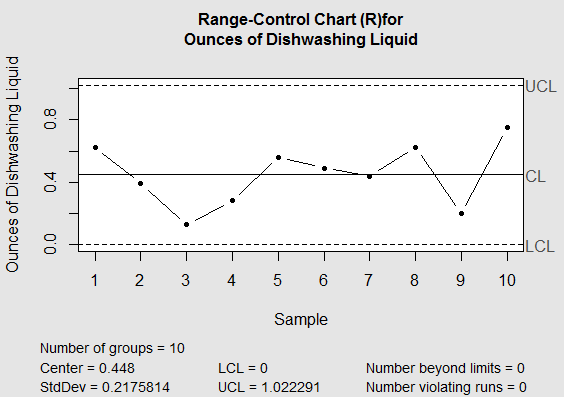 Range-Control Chart (R)for
Ounces of Dishwashing Liquid
Ounces of Dishwashing Liquid
0.8
0.4
0.0
UCL
CL
LCL
1 2 3 4 5 6 7 8 9 10
Sample
Number of groups = 10
Center = 0.448 LCL = 0 Number beyond limits = 0
StdDev = 0.2175814 UCL = 1.022291 Number violating runs = 0